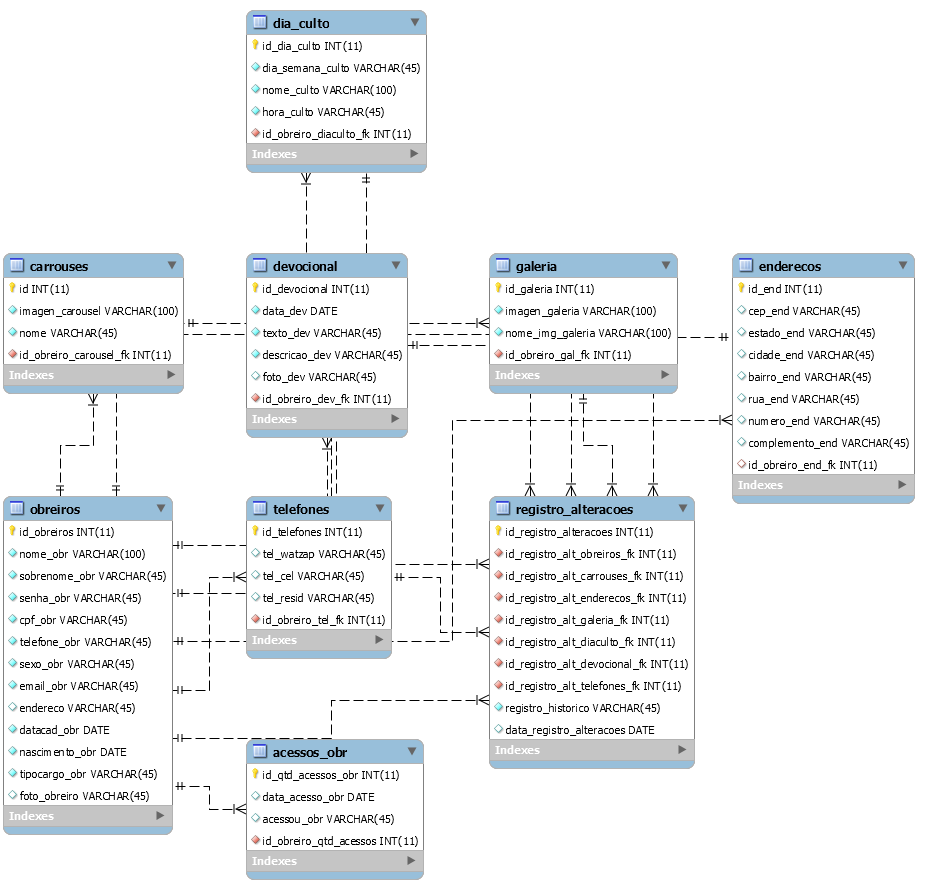 dia_culto
id_dia_culto INT(11)
dia_semana_culto VARCHAR(45)
nome_culto VARCHAR(100)
hora_culto VARCHAR(45)
id_obreiro_diaculto_fk INT(11)
Indexes
carrouses
id INT(11)
imagen_carousel VARCHAR(100)
nome VARCHAR(45)
id_obreiro_carousel_fk INT(11)
Indexes
devocional
id_devocional INT(11)
data_dev DATE
texto_dev VARCHAR(45)
descricao_dev VARCHAR(45)
foto_dev VARCHAR(45)
id_obreiro_dev_fk INT(11)
Indexes
galeria
id_galeria INT(11)
imagen_galeria VARCHAR(100)
nome_img_galeria VARCHAR(100)
id_obreiro_gal_fk INT(11)
Indexes
enderecos
id_end INT(11)
cep_end VARCHAR(45)
estado_end VARCHAR(45)
cidade_end VARCHAR(45)
bairro_end VARCHAR(45)
rua_end VARCHAR(45)
numero_end VARCHAR(45)
complemento_end VARCHAR(45)
id_obreiro_end_fk INT(11)
Indexes
obreiros
id_obreiros INT(11)
nome_obr VARCHAR(100)
sobrenome_obr VARCHAR(45)
senha_obr VARCHAR(45)
cpf_obr VARCHAR(45)
telefone_obr VARCHAR(45)
sexo_obr VARCHAR(45)
email_obr VARCHAR(45)
endereco VARCHAR(45)
datacad_obr DATE
nascimento_obr DATE
tipocargo_obr VARCHAR(45)
foto_obreiro VARCHAR(45)
Indexes
telefones
id_telefones INT(11)
tel_watzap VARCHAR(45)
tel_cel VARCHAR(45)
tel_resid VARCHAR(45)
id_obreiro_tel_fk INT(11)
Indexes
registro_alteracoes
id_registro_alteracoes INT(11)
id_registro_alt_obreiros_fk INT(11)
id_registro_alt_carrouses_fk INT(11)
id_registro_alt_enderecos_fk INT(11)
id_registro_alt_galeria_fk INT(11)
id_registro_alt_diaculto_fk INT(11)
id_registro_alt_devocional_fk INT(11)
id_registro_alt_telefones_fk INT(11)
registro_historico VARCHAR(45)
data_registro_alteracoes DATE
Indexes
acessos_obr
id_qtd_acessos_obr INT(11)
data_acesso_obr DATE
acessou_obr VARCHAR(45)
id_obreiro_qtd_acessos INT(11)
Indexes